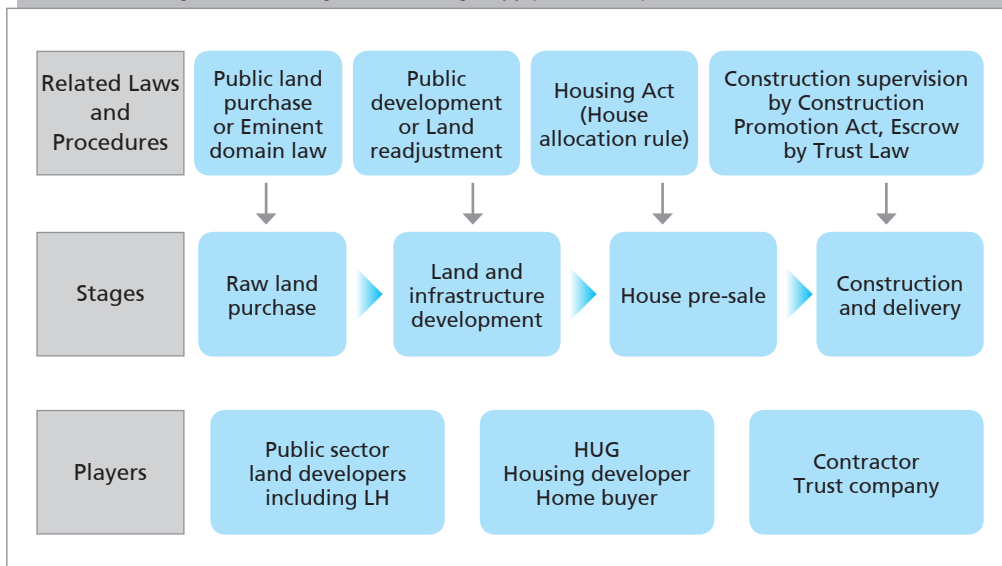 Related Laws
and
Procedures
Public land
purchase
or Eminent
domain law
Public
development
or Land
readjustment
Housing Act
(House
allocation rule)
Construction supervision
by Construction
Promotion Act, Escrow
by Trust Law
Stages
Raw land
purchase
Land and
infrastructure
development
House pre-sale
Construction
and delivery
Players
Public sector
land developers
including LH
HUG
Housing developer
Home buyer
Contractor
Trust company